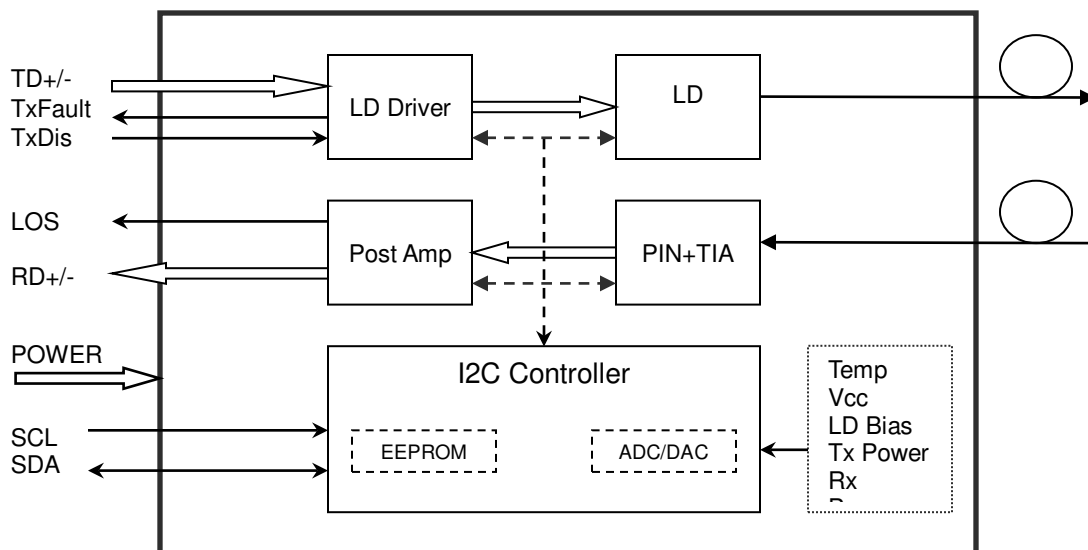 TD+/-
TxFault
TxDis
LD Driver
LD
LOS
RD+/-
Post Amp
PIN+TIA
POWER
SCL
SDA
I2C Controller
EEPROM
ADC/DAC
Temp
Vcc
LD Bias
Tx Power
Rx